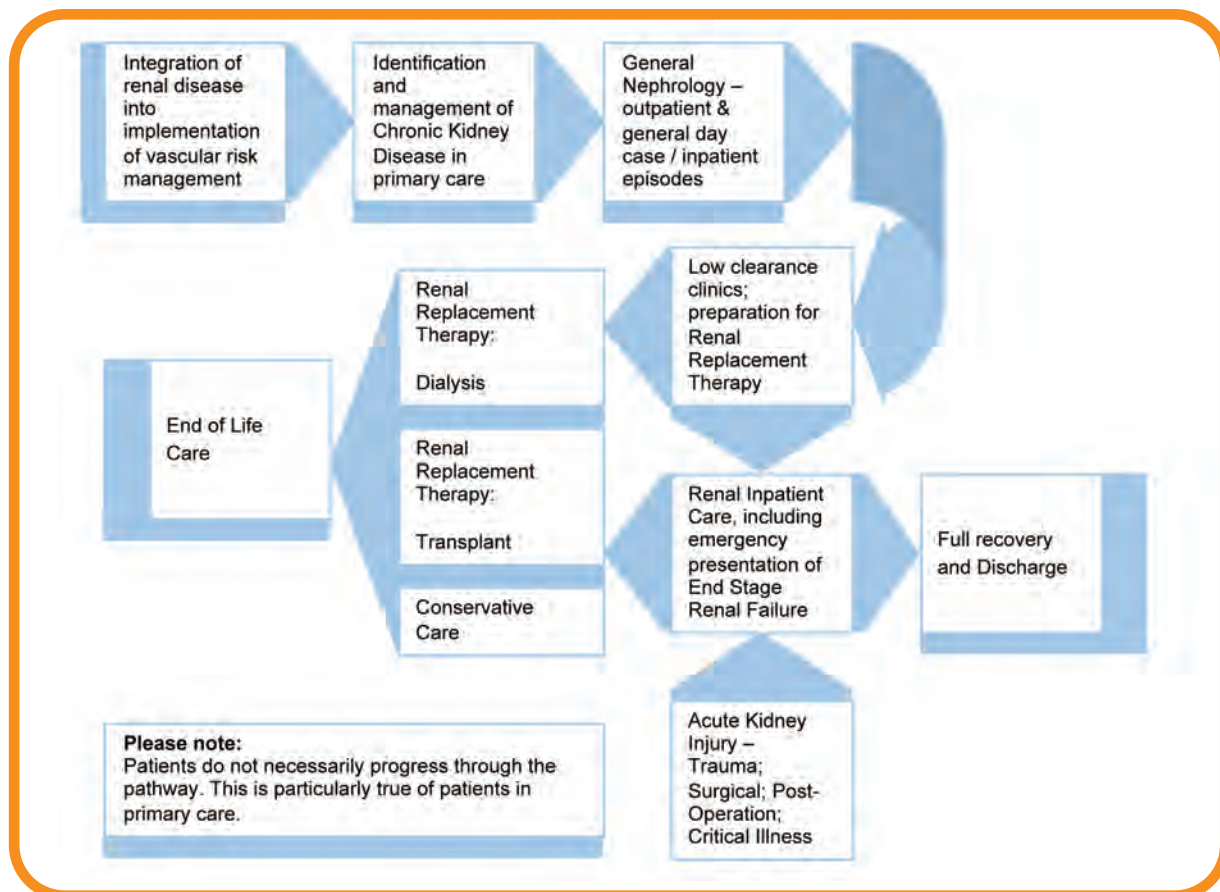 Integration of
renal disease
into
implementation
of vascular risk
management
Identification
and
management of
Chronic Kidney
Disease in
primary care
General
Nephrology –
outpatient &
general day
case / inpatient
episodes
Low clearance
clinics;
preparation for
Renal
Replacement
Therapy
Renal
Replacement
Therapy:
Dialysis
Renal
Replacement
Therapy:
Transplant
Conservative
Care
End of Life
Care
Renal Inpatient
Care, including
emergency
presentation of
End Stage
Renal Failure
Full recovery
and Discharge
Acute Kidney
Injury –
Trauma;
Surgical; Post-
Operation;
Critical Illness
Please note:
Patients do not necessarily progress through the
pathway. This is particularly true of patients in
primary care.